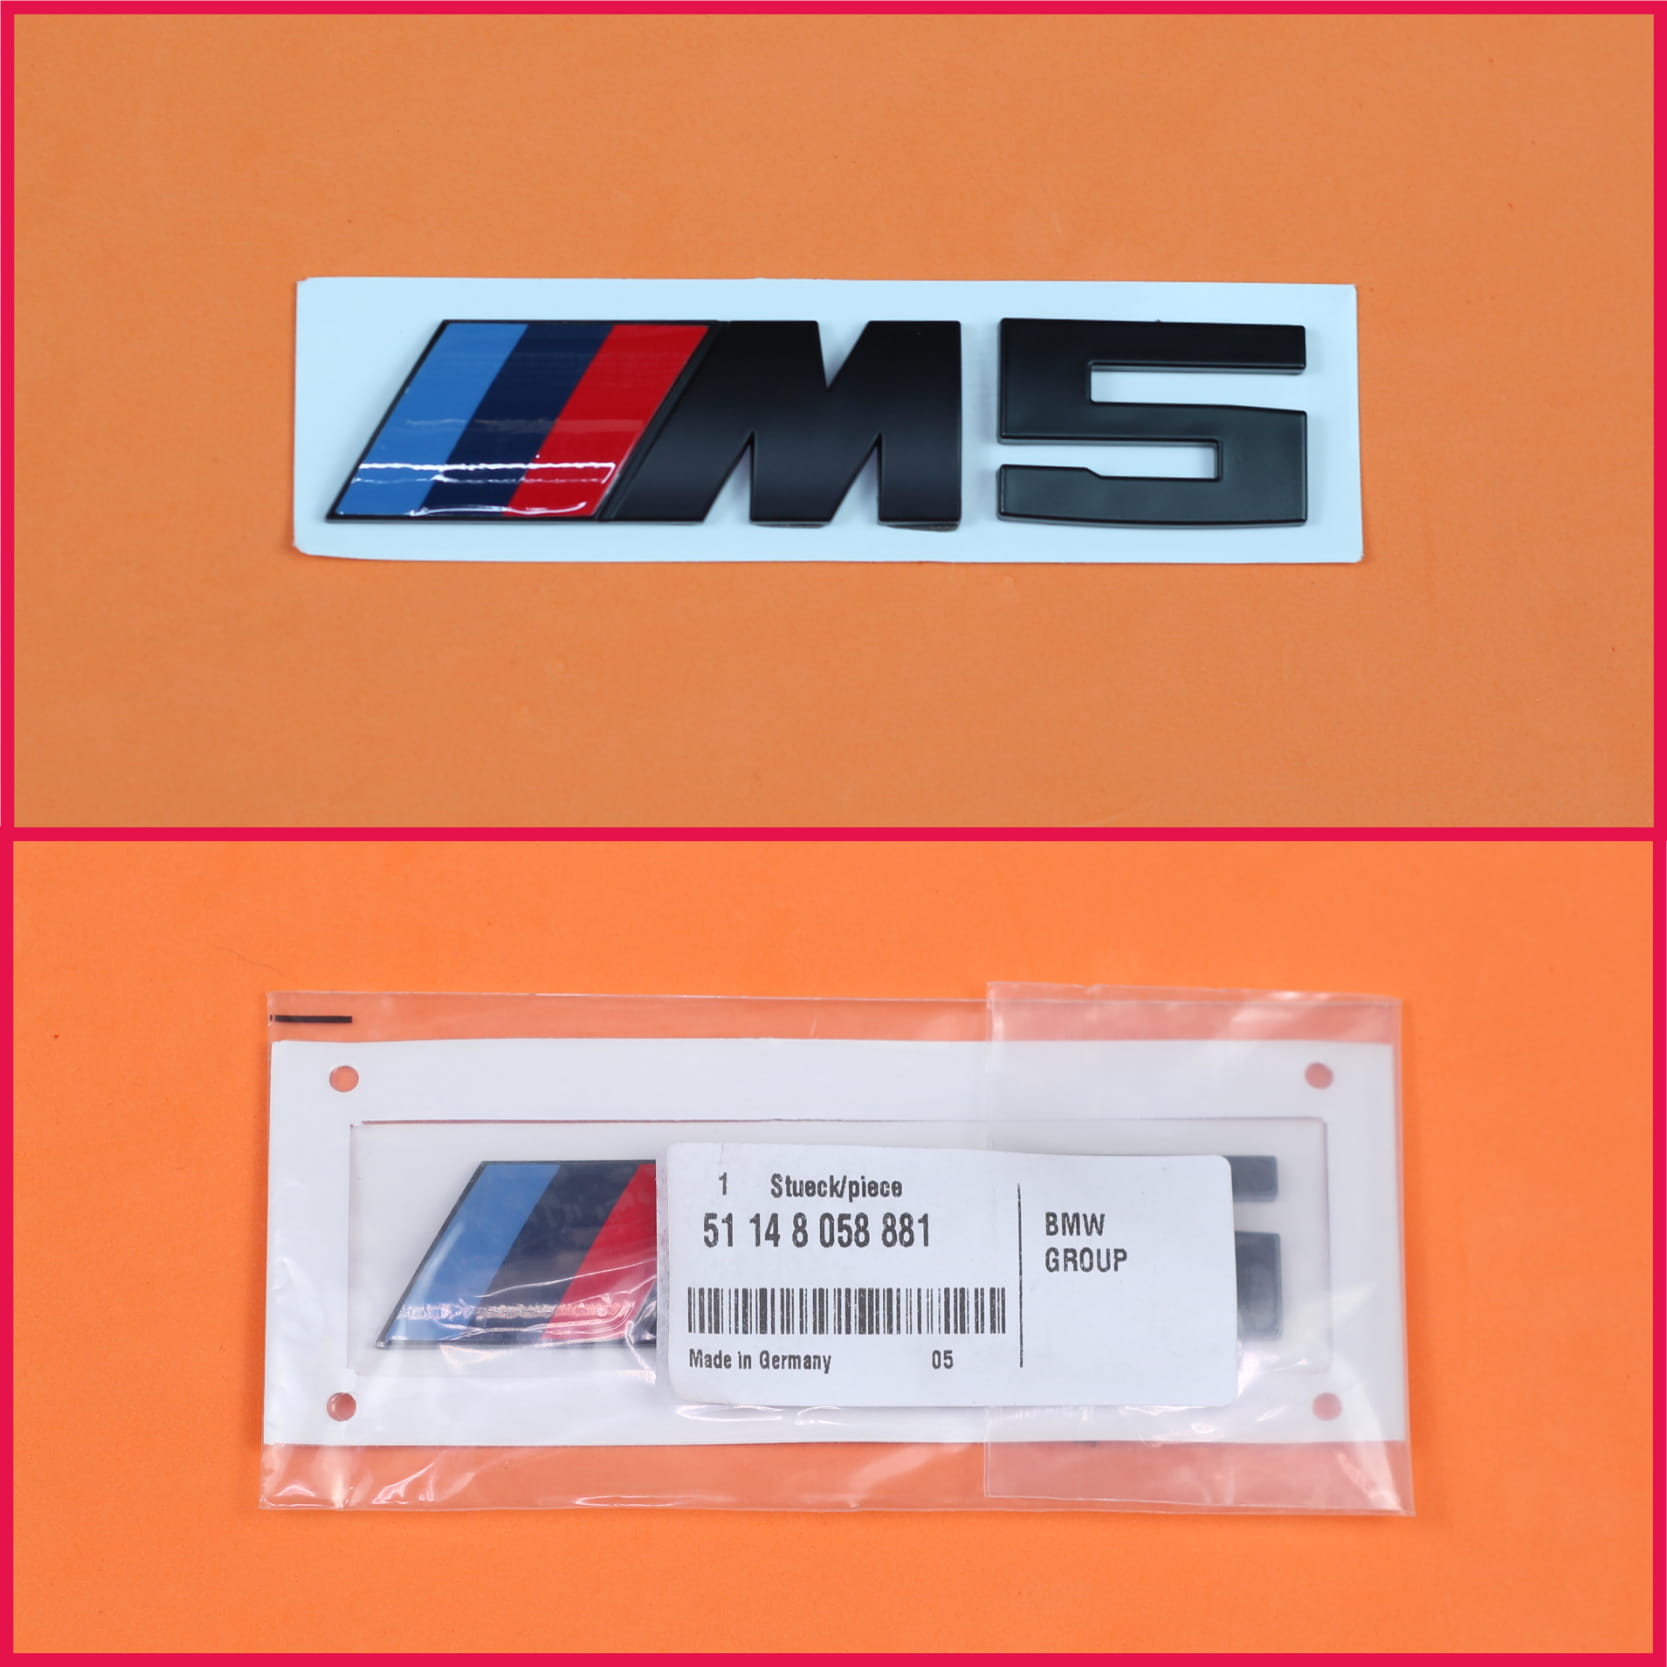 M5
1 Stueck/piece
51 14 8 058 881
Made in Germany 05
BMW
GROUP